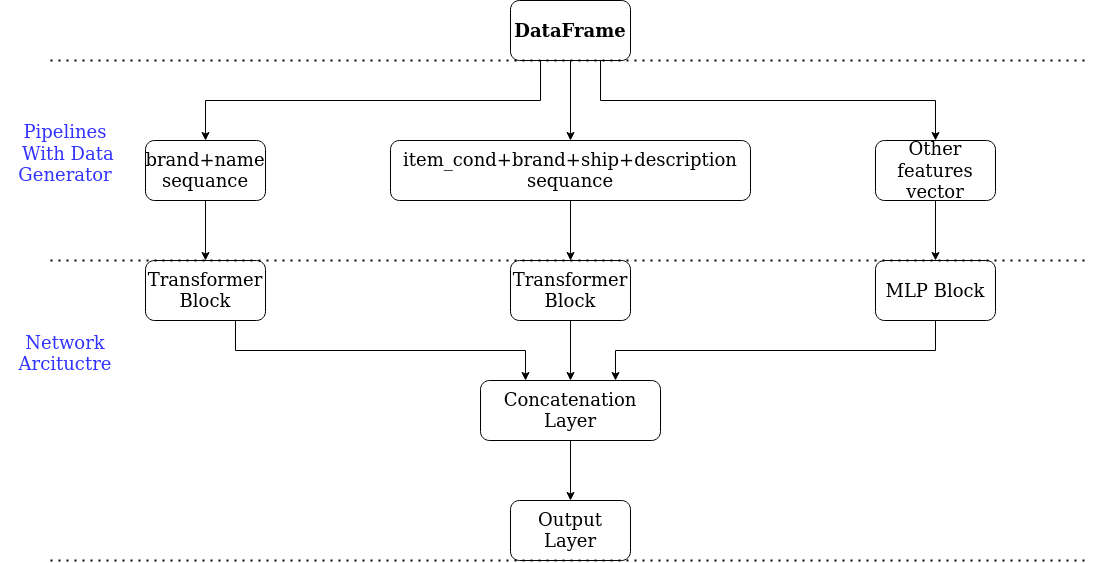 DataFrame
Pipelines
With Data
Generator
brand+name
sequance
item_cond+brand+ship+description
sequance
Other
features
vector
Transformer
Block
Transformer
Block
MLP Block
Network
Arcituctre
Concatenation
Layer
Output
Layer